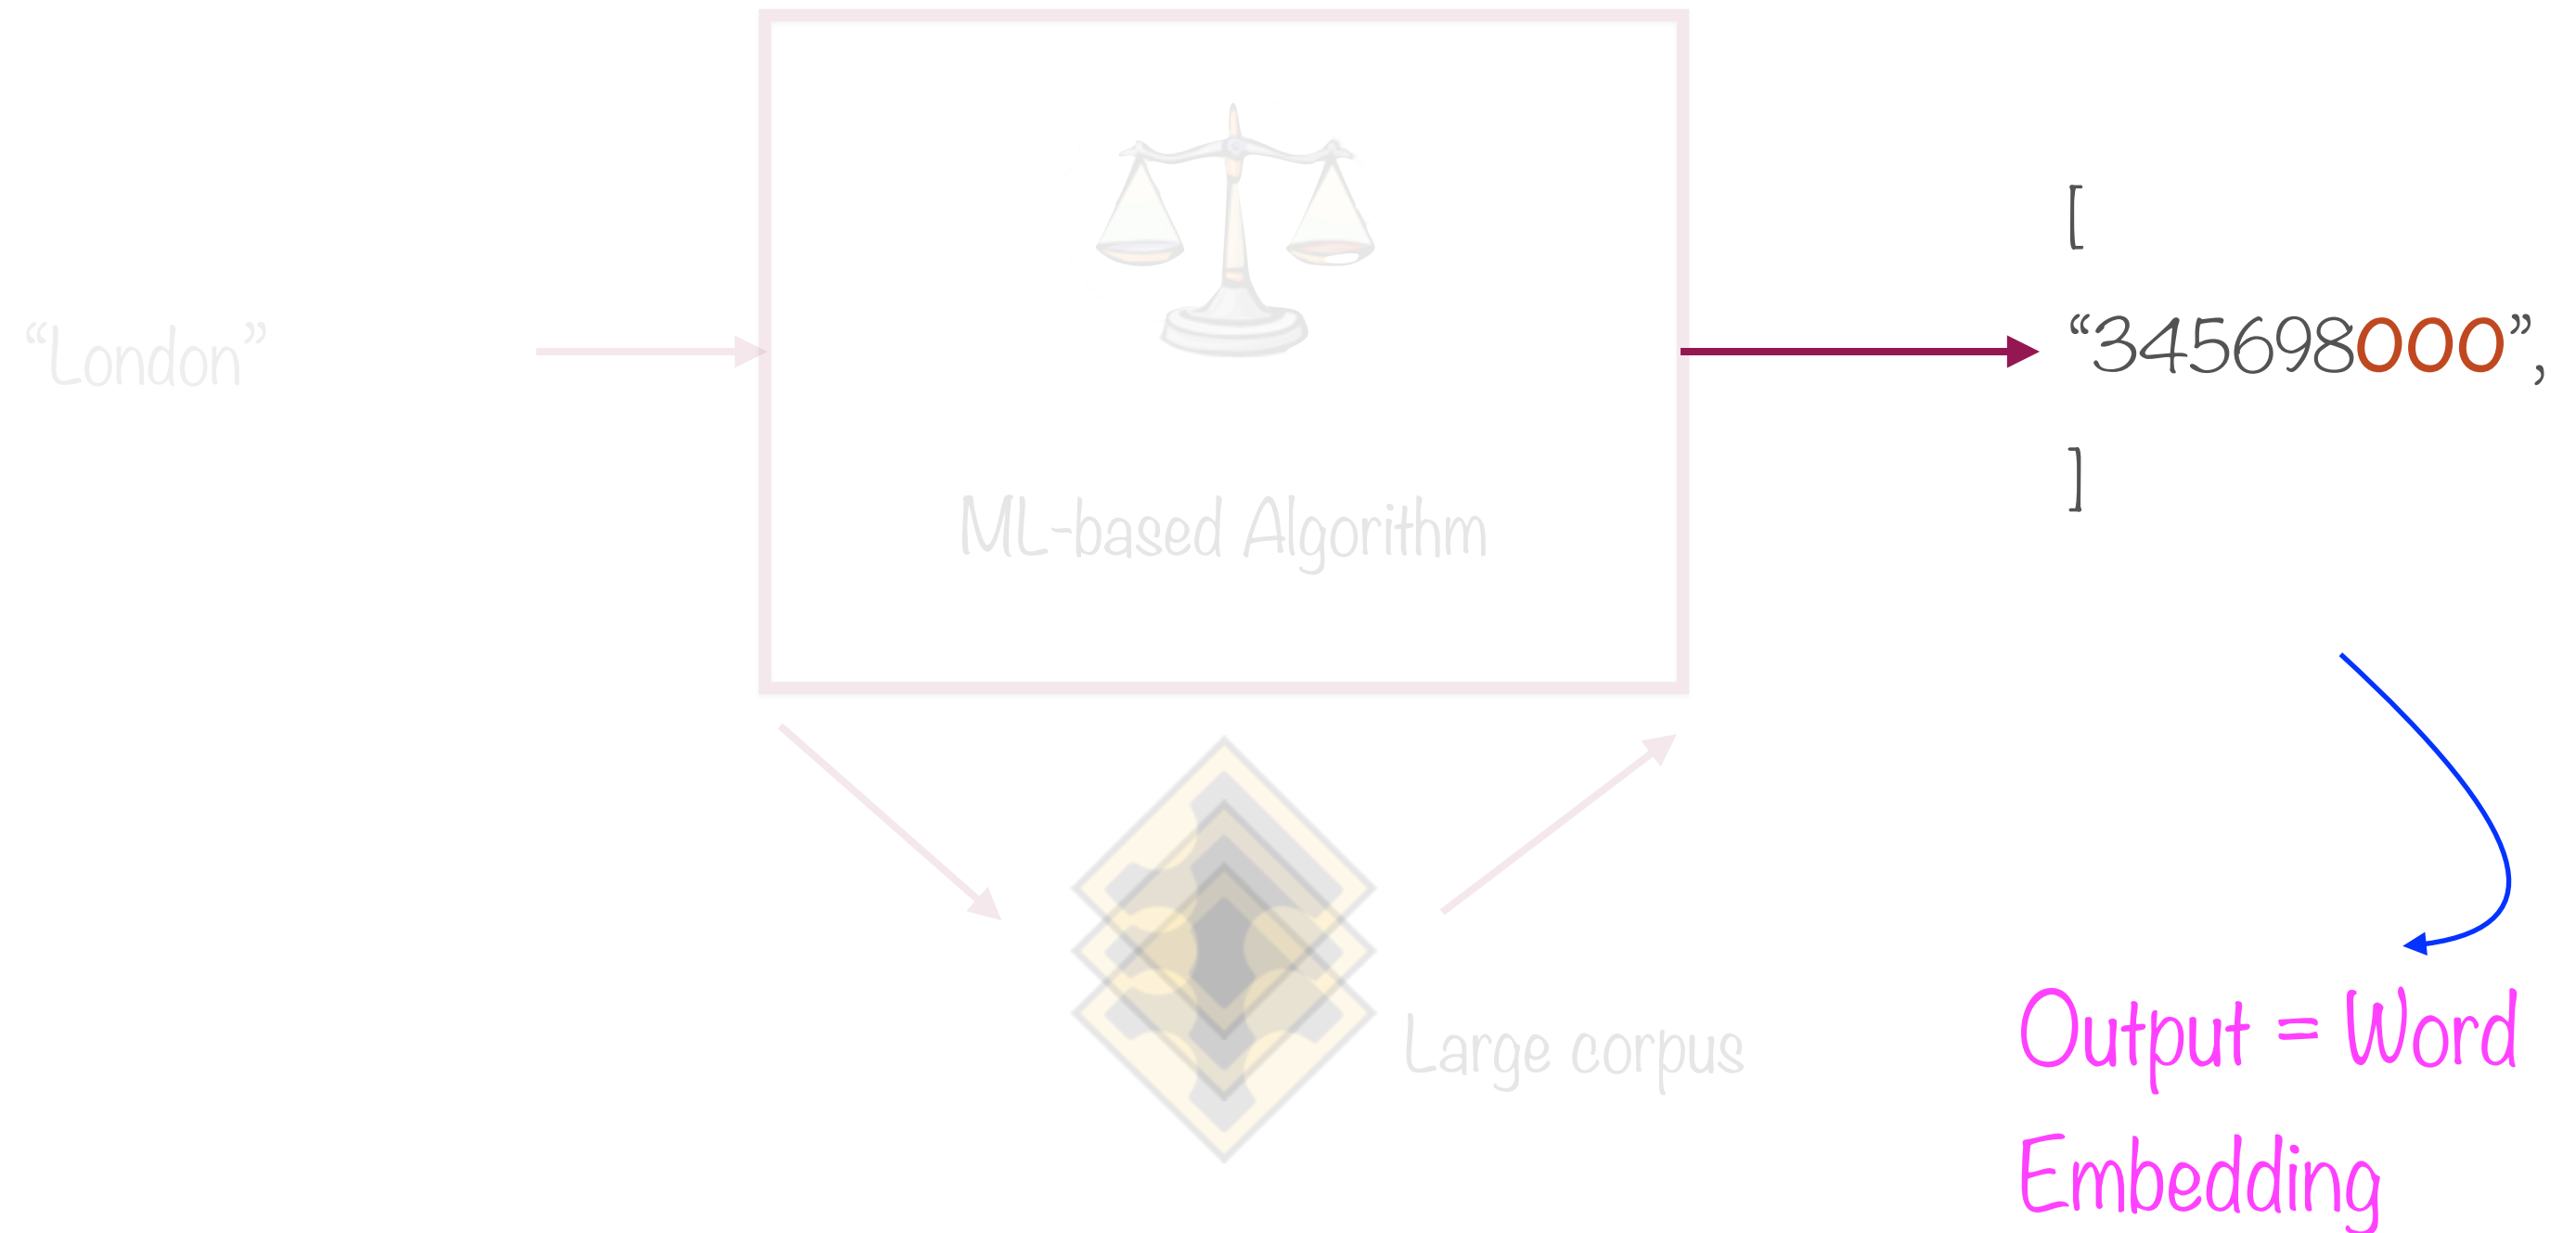 “London”
ML-based Algorithm
[
“345698000”,
]
Large corpus
Output = Word
Embedding